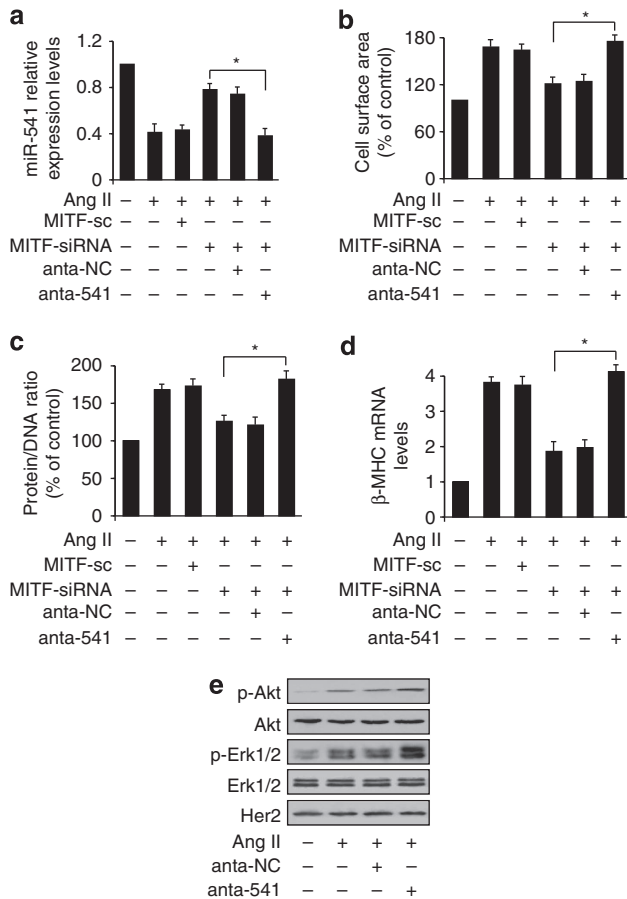 a
miR-541 relative
expression levels
1.2
0.8
0.4
0
*
Ang II – + + + + +
MITF-sc – – + – – –
MITF-siRNA – – – + + +
anta-NC – – – – + –
anta-541 – – – – – +
b
Cell surface area
(% of control)
180
120
60
0
*
Ang II – + + + + +
MITF-sc – – + – – –
MITF-siRNA – – – + + +
anta-NC – – – – + –
anta-541 – – – – – +
c
Protein/DNA ratio
(% of control)
200
150
100
50
0
*
Ang II – + + + + +
MITF-sc – – + – – –
MITF-siRNA – – – + + +
anta-NC – – – – + –
anta-541 – – – – – +
d
β-MHC mRNA
levels
4
3
2
1
0
*
Ang II – + + + + +
MITF-sc – – + – – –
MITF-siRNA – – – + + +
anta-NC – – – – + –
anta-541 – – – – – +
e
p-Akt
Akt
p-Erk1/2
Erk1/2
Her2
Ang II – + + +
anta-NC – – + –
anta-541 – – – +